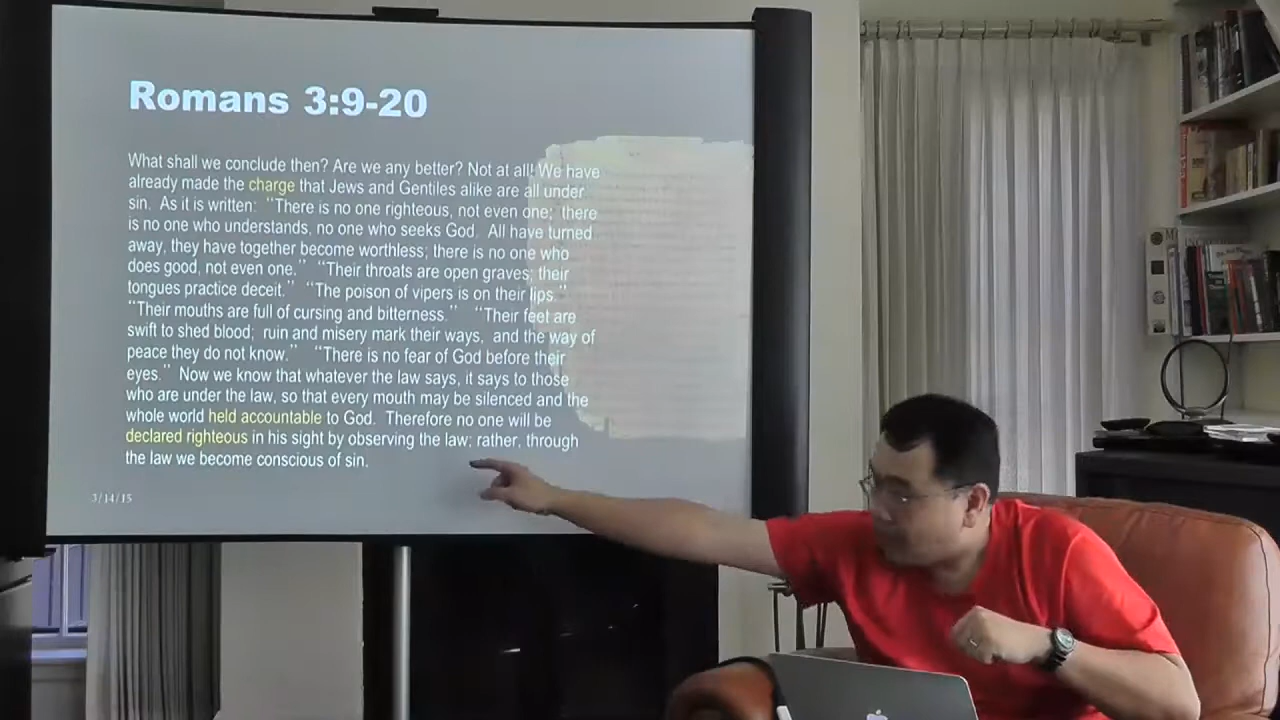 Romans 3:9-20
What shall we conclude then? Are we any better? Not at all! We have
already made the charge that Jews and Gentiles alike are all under
sin. As it is written: "There is no one righteous, not even one; there
is no one who understands, no one who seeks God. All have turned
away, they have together become worthless; there is no one who
does good, not even one." "Their throats are open graves; their
tongues practice deceit." "The poison of vipers is on their lips."
"Their mouths are full of cursing and bitterness." "Their feet are
swift to shed blood; ruin and misery mark their ways, and the way of
peace they do not know." "There is no fear of God before their
eyes." Now we know that whatever the law says, it says to those
who are under the law, so that every mouth may be silenced and the
whole world held accountable to God. Therefore no one will be
declared righteous in his sight by observing the law; rather, through
the law we become conscious of sin.
3/14/15